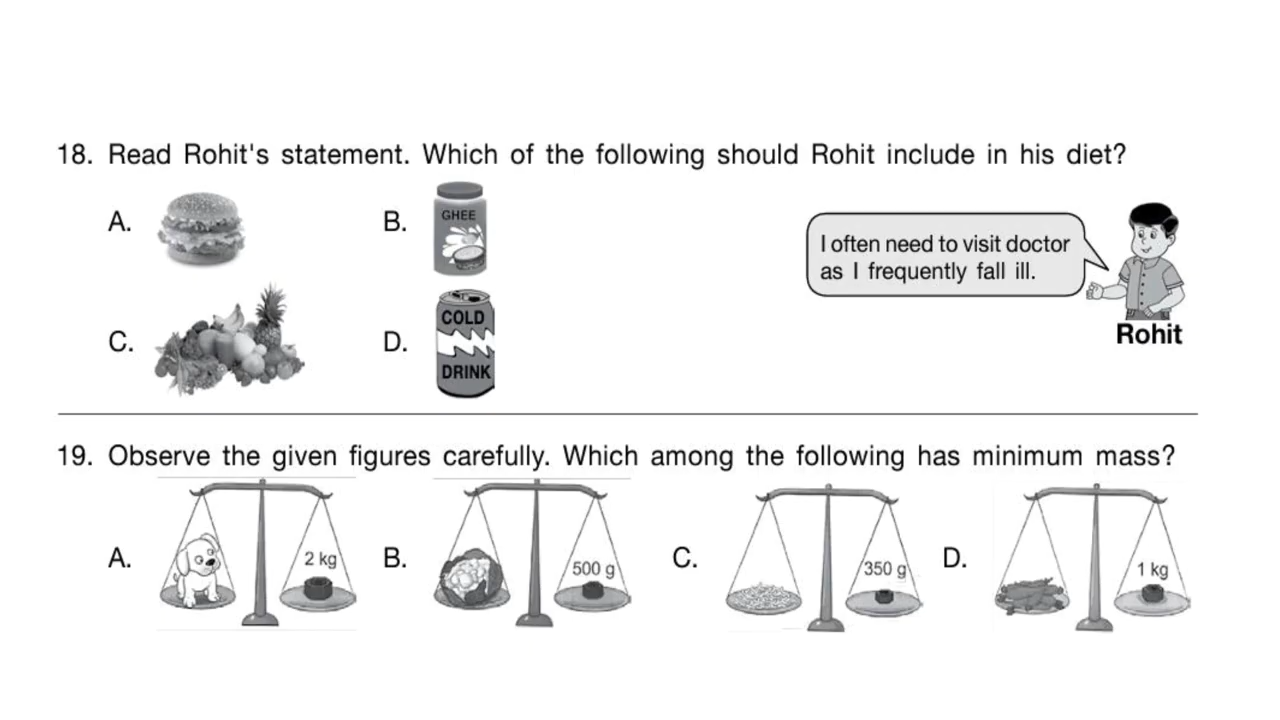 18. Read Rohit's statement. Which of the following should Rohit include in his diet?
A.
B.
GHEE
I often need to visit doctor
as I frequently fall ill.
Rohit
C.
D.
COLD
DRINK
19. Observe the given figures carefully. Which among the following has minimum mass?
A.
2 kg
B.
500 g
C.
350 g
D.
1 kg